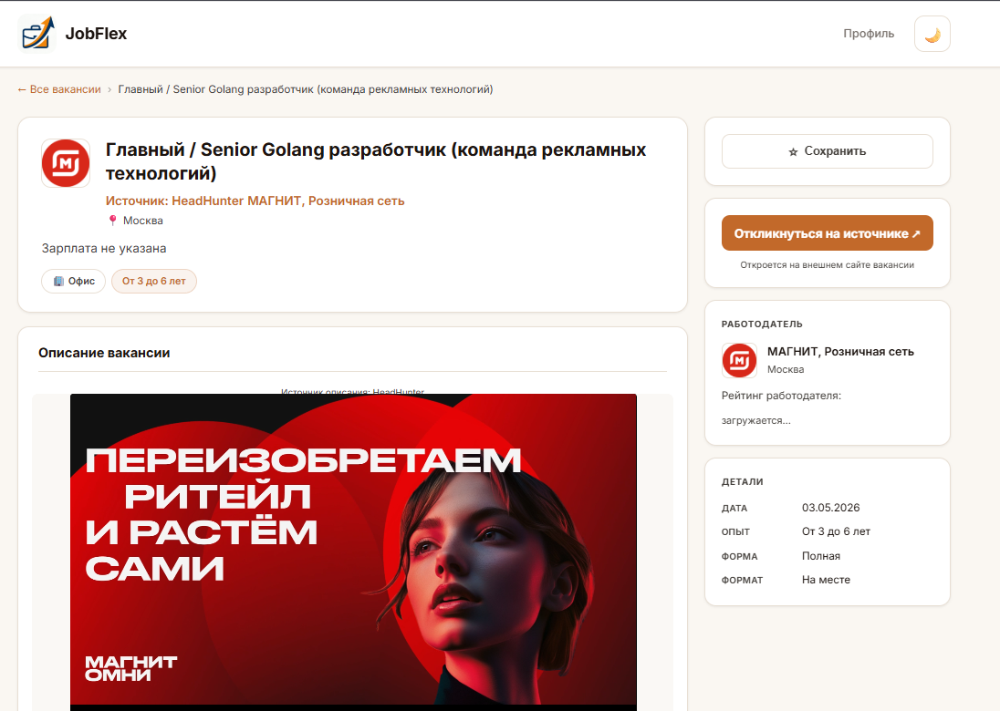 JobFlex
Профиль
← Все вакансии › Главный / Senior Golang разработчик (команда рекламных технологий)
Главный / Senior Golang разработчик (команда рекламных
технологий)
Источник: HeadHunter МАГНИТ, Розничная сеть
Москва
Зарплата не указана
Офис
От 3 до 6 лет
Описание вакансии
Источник описания: HeadHunter
ПЕРЕИЗОБРЕТАЕМ
РИТЕЙЛ
И РАСТЁМ
САМИ
МАГНИТ
ОМНИ
☆ Сохранить
Откликнуться на источнике ↗
Откроется на внешнем сайте вакансии
РАБОТОДАТЕЛЬ
МАГНИТ, Розничная сеть
Москва
Рейтинг работодателя:
загружается...
ДЕТАЛИ
ДАТА 03.05.2026
ОПЫТ От 3 до 6 лет
ФОРМА Полная
ФОРМАТ На месте